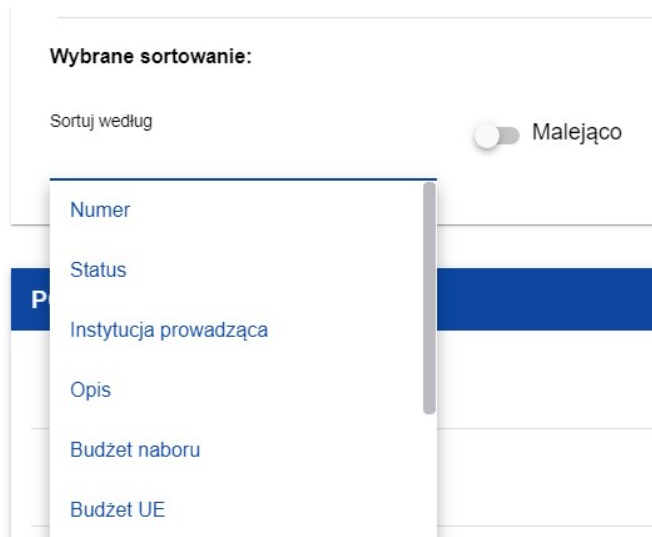 Wybrane sortowanie:
Sortuj według
Malejąco
Numer
Status
Instytucja prowadząca
Opis
Budżet naboru
Budżet UE